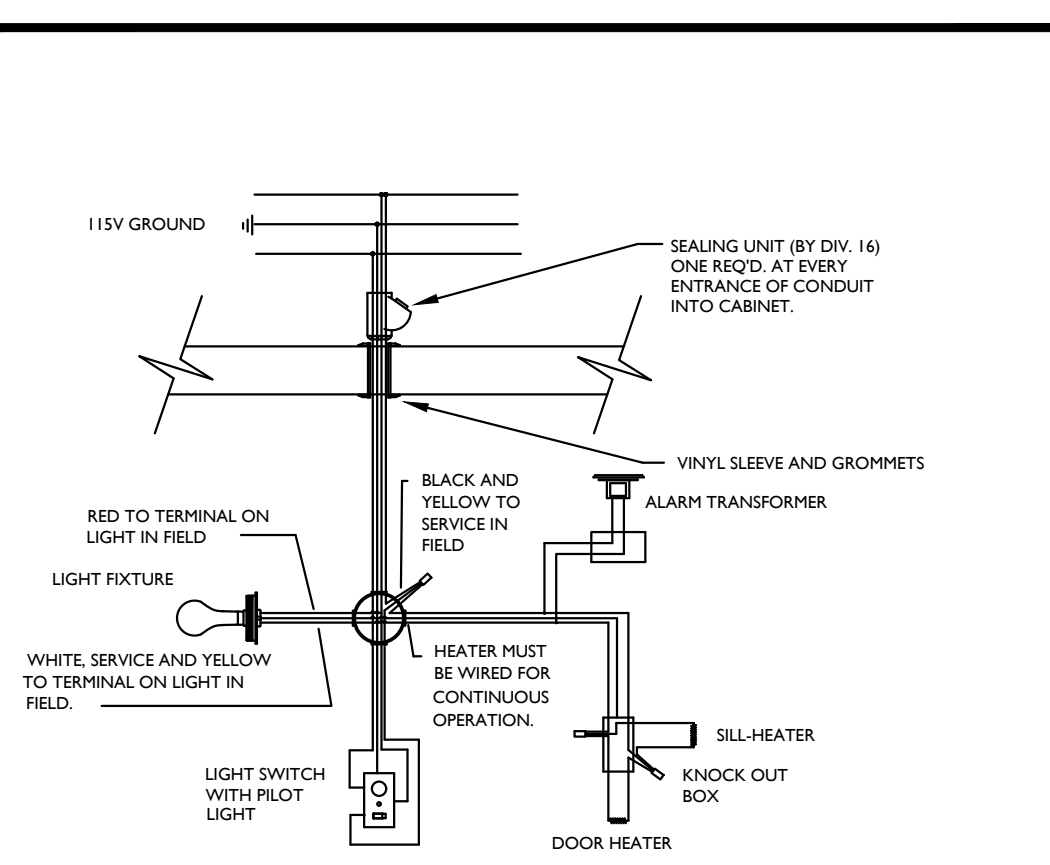 115V GROUND
SEALING UNIT (BY DIV. 16)
ONE REQ'D. AT EVERY
ENTRANCE OF CONDUIT
INTO CABINET.
VINYL SLEEVE AND GROMMETS
BLACK AND
YELLOW TO
SERVICE IN
FIELD
ALARM TRANSFORMER
RED TO TERMINAL ON
LIGHT IN FIELD
LIGHT FIXTURE
WHITE, SERVICE AND YELLOW
TO TERMINAL ON LIGHT IN
FIELD.
HEATER MUST
BE WIRED FOR
CONTINUOUS
OPERATION.
SILL-HEATER
KNOCK OUT
BOX
LIGHT SWITCH
WITH PILOT
LIGHT
DOOR HEATER